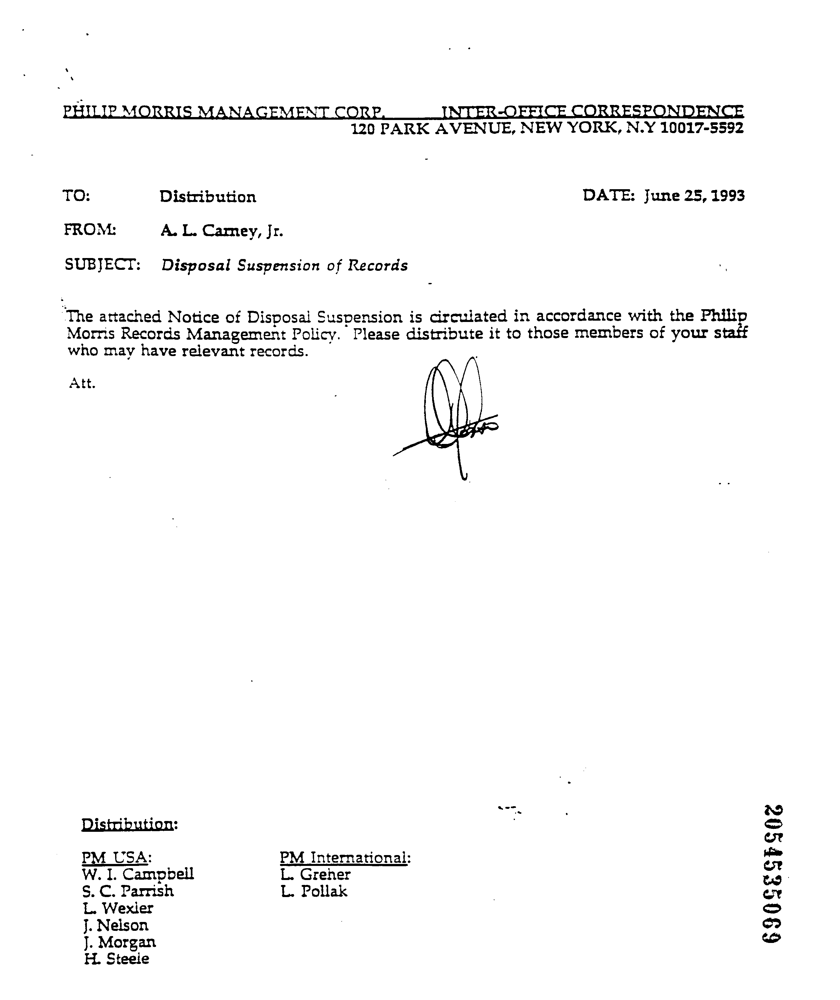 PHILIP MORRIS MANAGEMENT CORP. INTER-OFFICE CORRESPONDENCE
120 PARK AVENUE, NEW YORK, N.Y 10017-5592
TO: Distribution DATE: June 25, 1993
FROM: A. L. Carney, Jr.
SUBJECT: Disposal Suspension of Records
The attached Notice of Disposal Suspension is circulated in accordance with the Philip
Morris Records Management Policy. Please distribute it to those members of your staff
who may have relevant records.
Att.
Distribution:
PM USA: PM International:
W. I. Campbell L. Greher
S. C. Parrish L. Pollak
L. Wexler
J. Nelson
J. Morgan
H. Steele
2054535069